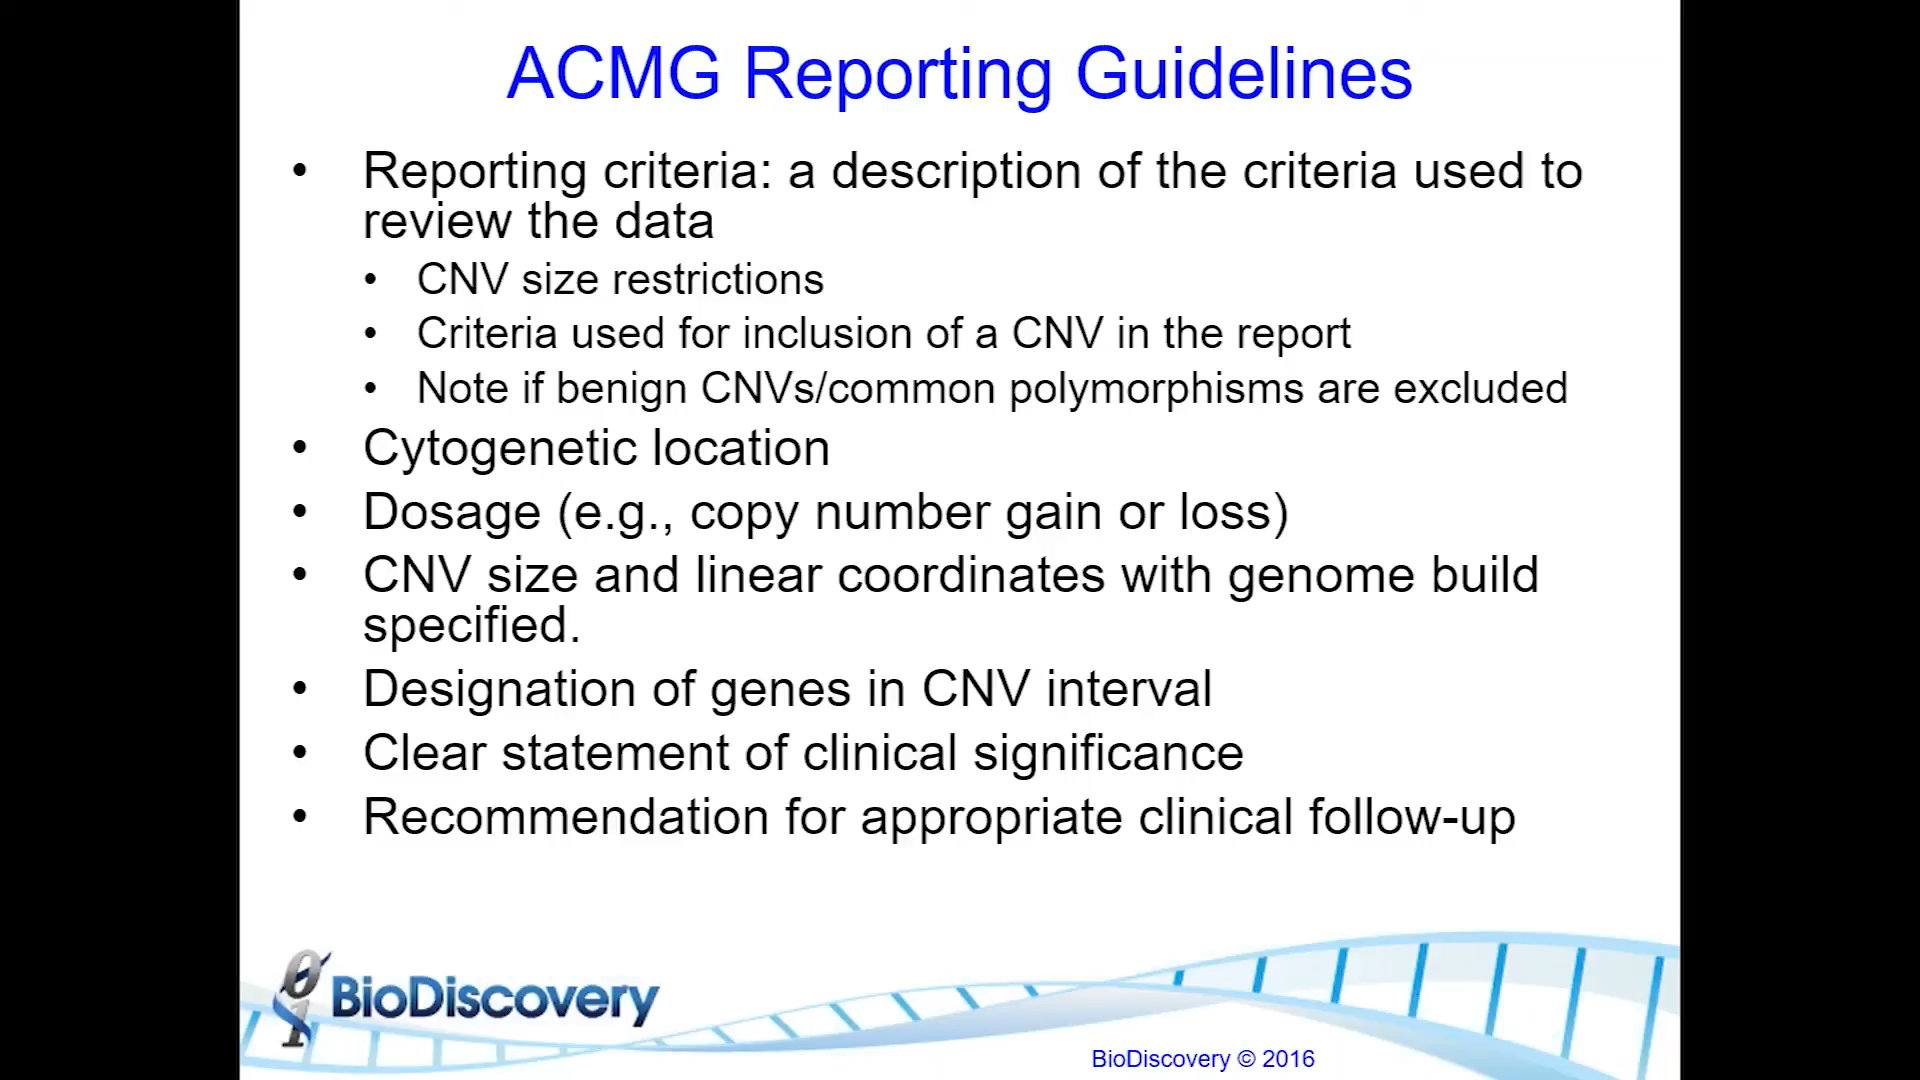 ACMG Reporting Guidelines
• Reporting criteria: a description of the criteria used to
review the data
• CNV size restrictions
• Criteria used for inclusion of a CNV in the report
• Note if benign CNVs/common polymorphisms are excluded
• Cytogenetic location
• Dosage (e.g., copy number gain or loss)
• CNV size and linear coordinates with genome build
specified.
• Designation of genes in CNV interval
• Clear statement of clinical significance
• Recommendation for appropriate clinical follow-up
01 BioDiscovery
BioDiscovery © 2016